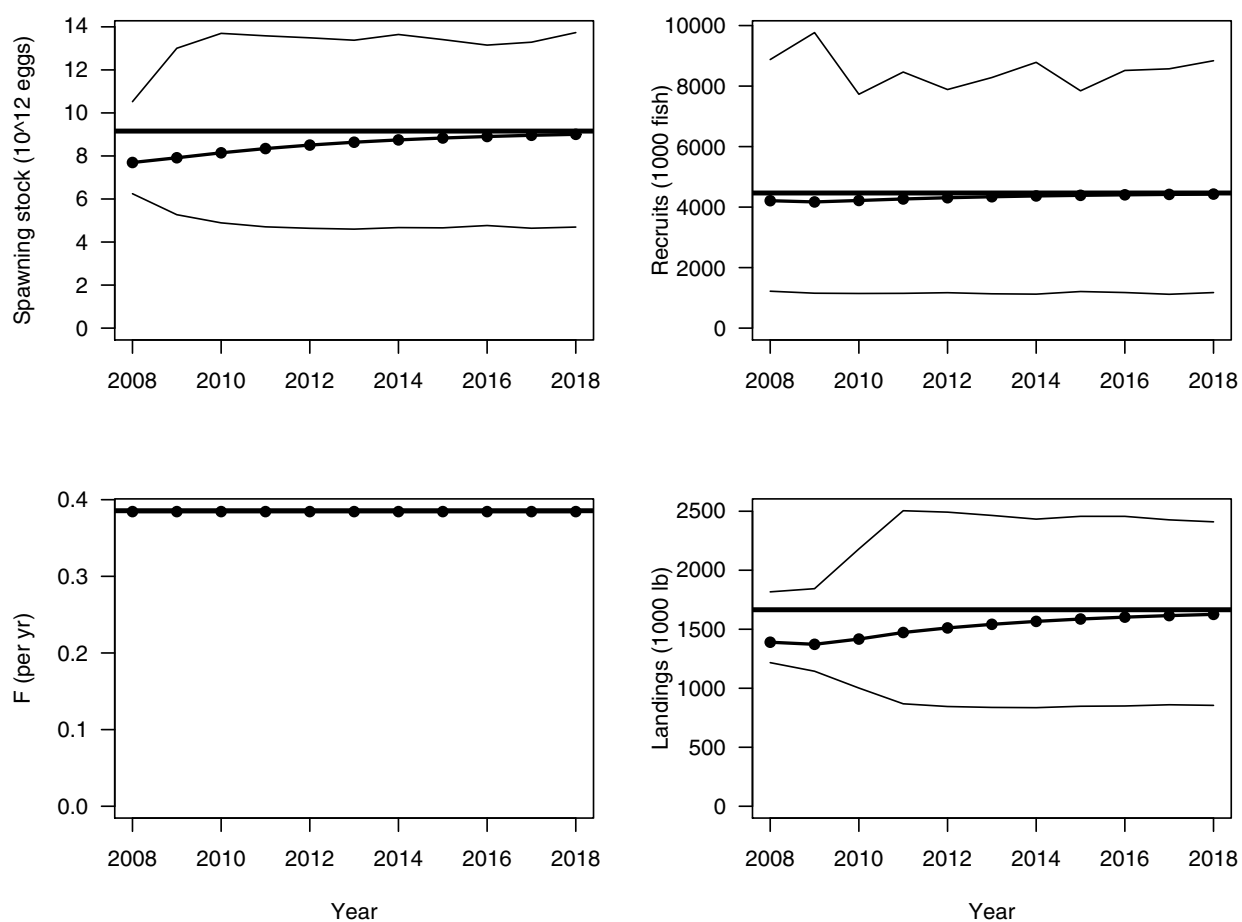 Spawning stock (10^12 eggs)
14
12
10
8
6
4
2
0
2008 2010 2012 2014 2016 2018
Recruits (1000 fish)
10000
8000
6000
4000
2000
0
2008 2010 2012 2014 2016 2018
F (per yr)
0.4
0.3
0.2
0.1
0.0
2008 2010 2012 2014 2016 2018
Year
Landings (1000 lb)
2500
2000
1500
1000
500
0
2008 2010 2012 2014 2016 2018
Year